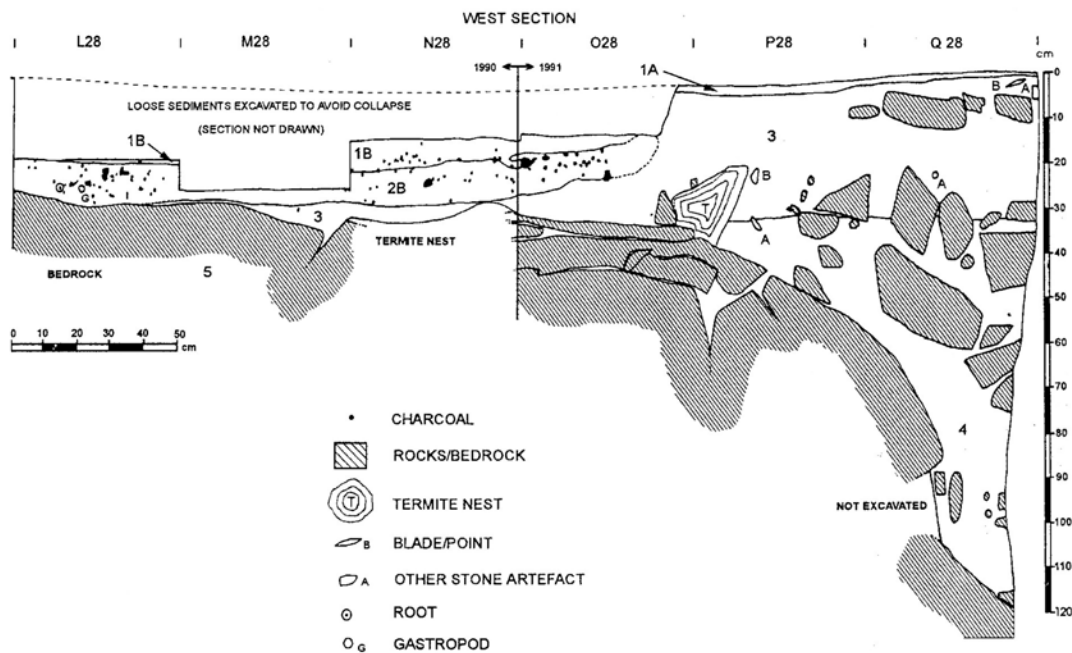 WEST SECTION
L28 M28 N28 O28 P28 Q 28
cm
1990 1991
1A
B A
0
10
20
30
40
50
60
70
80
90
100
110
120
LOOSE SEDIMENTS EXCAVATED TO AVOID COLLAPSE
(SECTION NOT DRAWN)
1B
1B
2B
3
3
G
G
T
B
A
A
TERMITE NEST
BEDROCK
5
4
0 10 20 30 40 50
cm
NOT EXCAVATED
CHARCOAL
ROCKS/BEDROCK
T TERMITE NEST
B BLADE/POINT
A OTHER STONE ARTEFACT
ROOT
G GASTROPOD